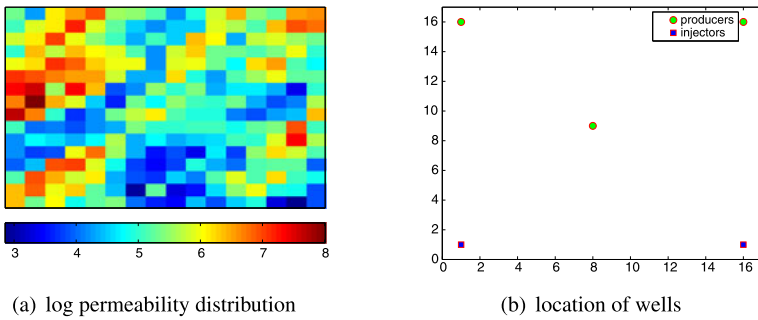 16
14
12
10
8
6
4
2
0
0 2 4 6 8 10 12 14 16
producers
injectors
3 4 5 6 7 8
(a) log permeability distribution
(b) location of wells